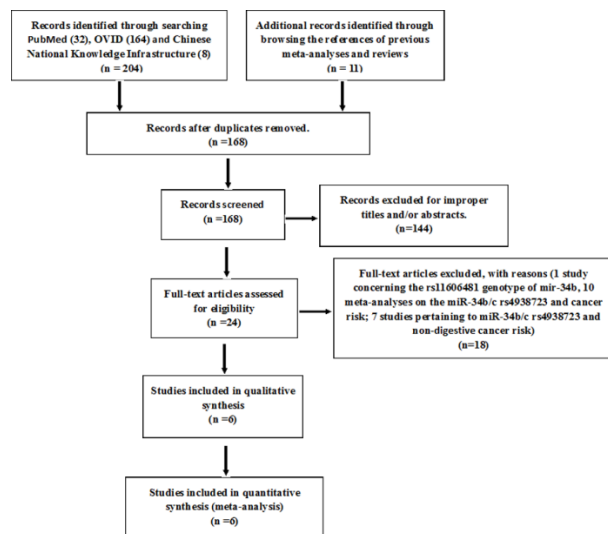 Records identified through searching
PubMed (32), OVID (164) and Chinese
National Knowledge Infrastructure (8)
(n = 204)
Additional records identified through
browsing the references of previous
meta-analyses and reviews
(n = 11)
Records after duplicates removed.
(n =168)
Records screened
(n =168)
Records excluded for improper
titles and/or abstracts.
(n=144)
Full-text articles assessed
for eligibility
(n =24)
Full-text articles excluded, with reasons (1 study
concerning the rs11606481 genotype of mir-34b, 10
meta-analyses on the miR-34b/c rs4938723 and cancer
risk; 7 studies pertaining to miR-34b/c rs4938723 and
non-digestive cancer risk)
(n=18)
Studies included in qualitative
synthesis
(n =6)
Studies included in quantitative
synthesis (meta-analysis)
(n =6)